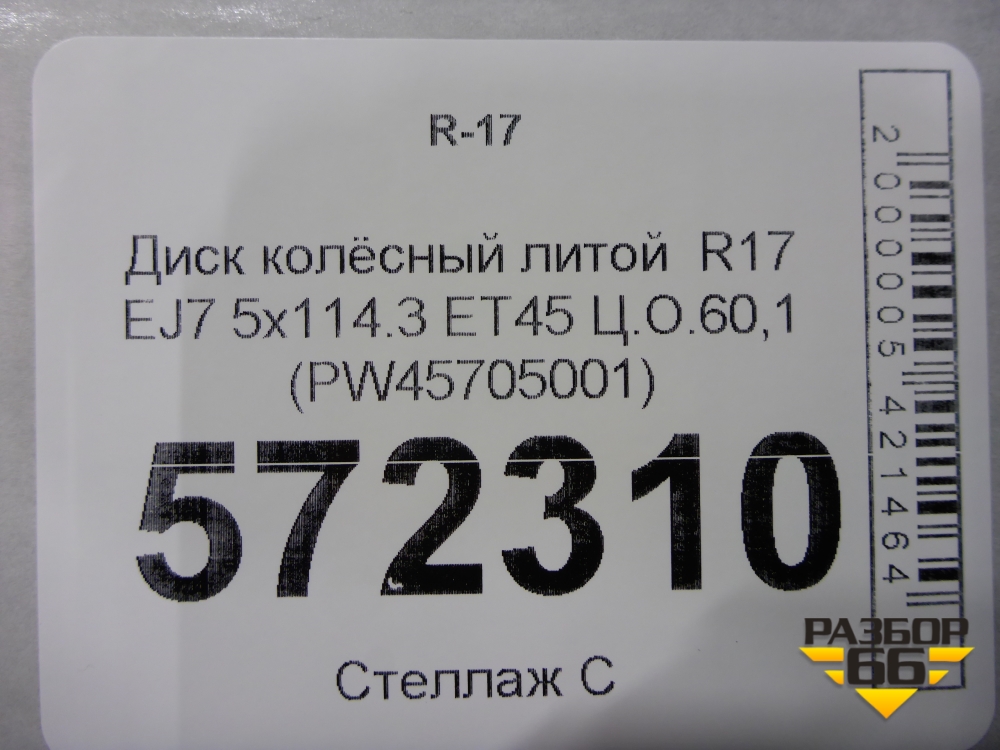 R-17
Диск колёсный литой R17
EJ7 5x114.3 ET45 Ц.О.60,1
(PW45705001)
572310
Стеллаж С
2000005421464
РАЗБОР
66